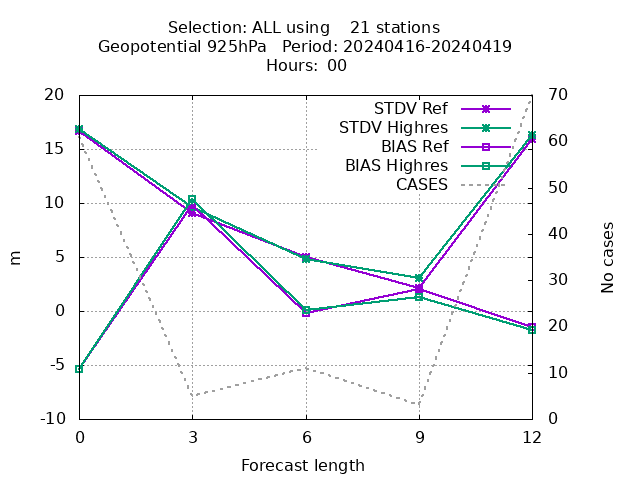 Selection: ALL using    21 stations
Geopotential 925hPa   Period: 20240416-20240419
Hours: 00
20
15
10
5
0
-5
-10
m
STDV Ref
STDV Highres
BIAS Ref
BIAS Highres
CASES
70
60
50
40
30
20
10
0
No cases
0
3
6
9
12
Forecast length